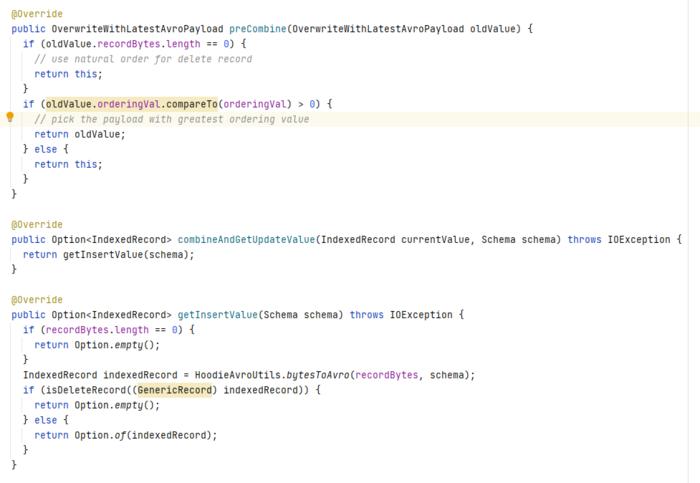 @Override
public OverwriteWithLatestAvroPayload preCombine(OverwriteWithLatestAvroPayload oldValue) {
if (oldValue.recordBytes.length == 0) {
// use natural order for delete record
return this;
}
if (oldValue.orderingVal.compareTo(orderingVal) > 0) {
// pick the payload with greatest ordering value
return oldValue;
} else {
return this;
}
}
@Override
public Option<IndexedRecord> combineAndGetUpdateValue(IndexedRecord currentValue, Schema schema) throws IOException {
return getInsertValue(schema);
}
@Override
public Option<IndexedRecord> getInsertValue(Schema schema) throws IOException {
if (recordBytes.length == 0) {
return Option.empty();
}
IndexedRecord indexedRecord = HoodieAvroUtils.bytesToAvro(recordBytes, schema);
if (isDeleteRecord((GenericRecord) indexedRecord)) {
return Option.empty();
} else {
return Option.of(indexedRecord);
}
}